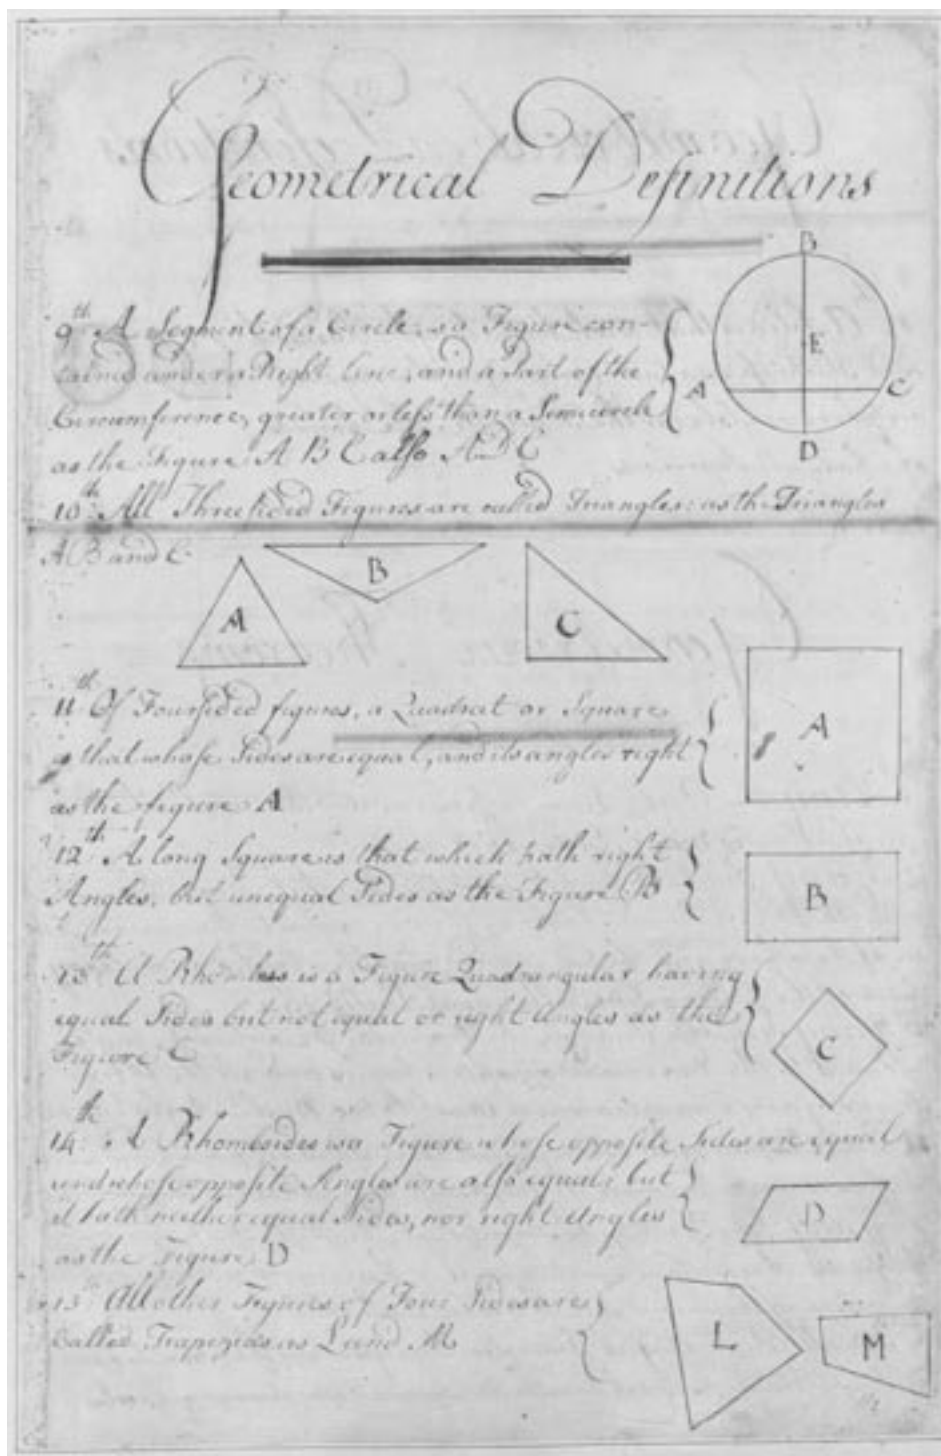 Geometrical Definitions
9th A Segment of a Circle, is a Figure con-
tained under a Right line, and a Part of the
Circumference, greater or less than a Semicircle
as the Figure A B C also A D C
B
E
A
C
D
10th All Three sided Figures are called Triangles: as the Triangles
A B and C
A
B
C
11th Of Four sided figures, a Quadrat or Square
is that whose Sides are equal, and its angles right
as the figure A
A
12th A long Square is that which hath right
Angles, but unequal Sides as the Figure B
B
13th A Rhombus is a Figure Quadrangular having
equal Sides but not equal or right Angles as the
Figure C
C
14th A Rhomboides is a Figure whose opposite Sides are equal
and whose opposite Angles are also equal; but
it hath neither equal Sides, nor right Angles
as the Figure D
D
15 All other Figures of Four Sides are
Called Trapezias as L and M
L
M